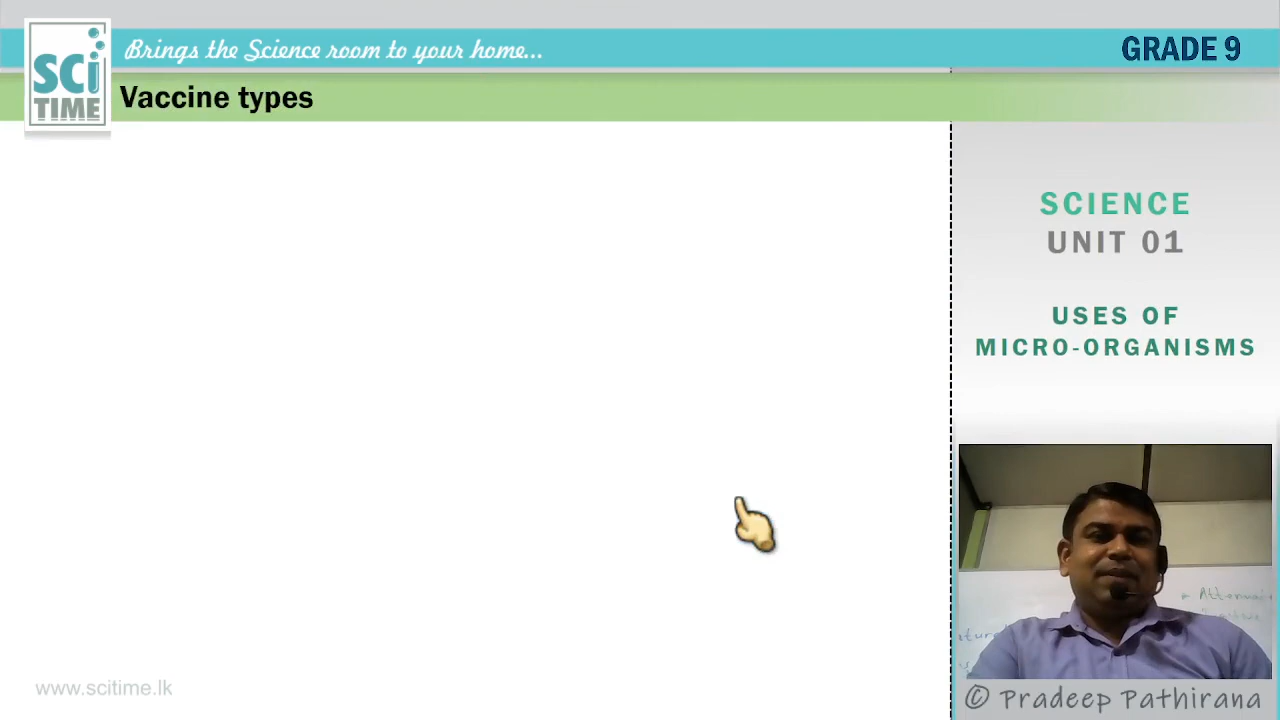 Brings the Science room to your home...
GRADE 9
SCi
TIME
Vaccine types
SCIENCE
UNIT 01
USES OF
MICRO-ORGANISMS
www.scitime.lk
© Pradeep Pathirana